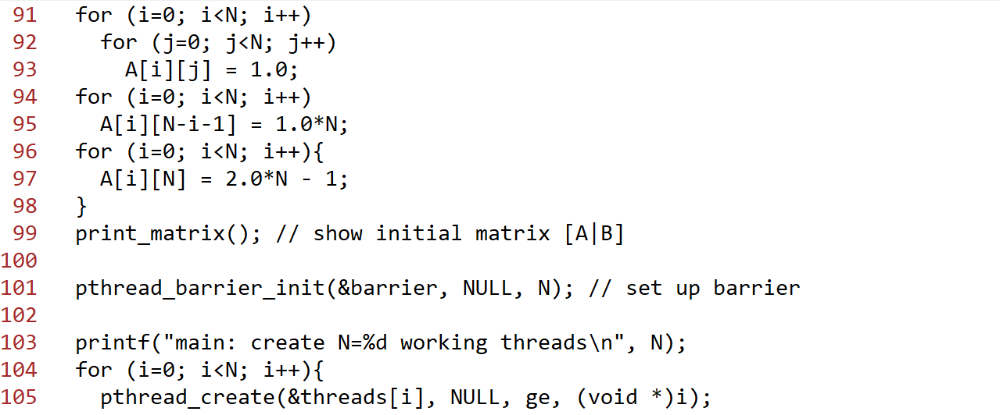 91   for (i=0; i<N; i++)
92     for (j=0; j<N; j++)
93       A[i][j] = 1.0;
94   for (i=0; i<N; i++)
95     A[i][N-i-1] = 1.0*N;
96   for (i=0; i<N; i++){
97     A[i][N] = 2.0*N - 1;
98   }
99   print_matrix(); // show initial matrix [A|B]
100
101   pthread_barrier_init(&barrier, NULL, N); // set up barrier
102
103   printf("main: create N=%d working threads\n", N);
104   for (i=0; i<N; i++){
105     pthread_create(&threads[i], NULL, ge, (void *)i);